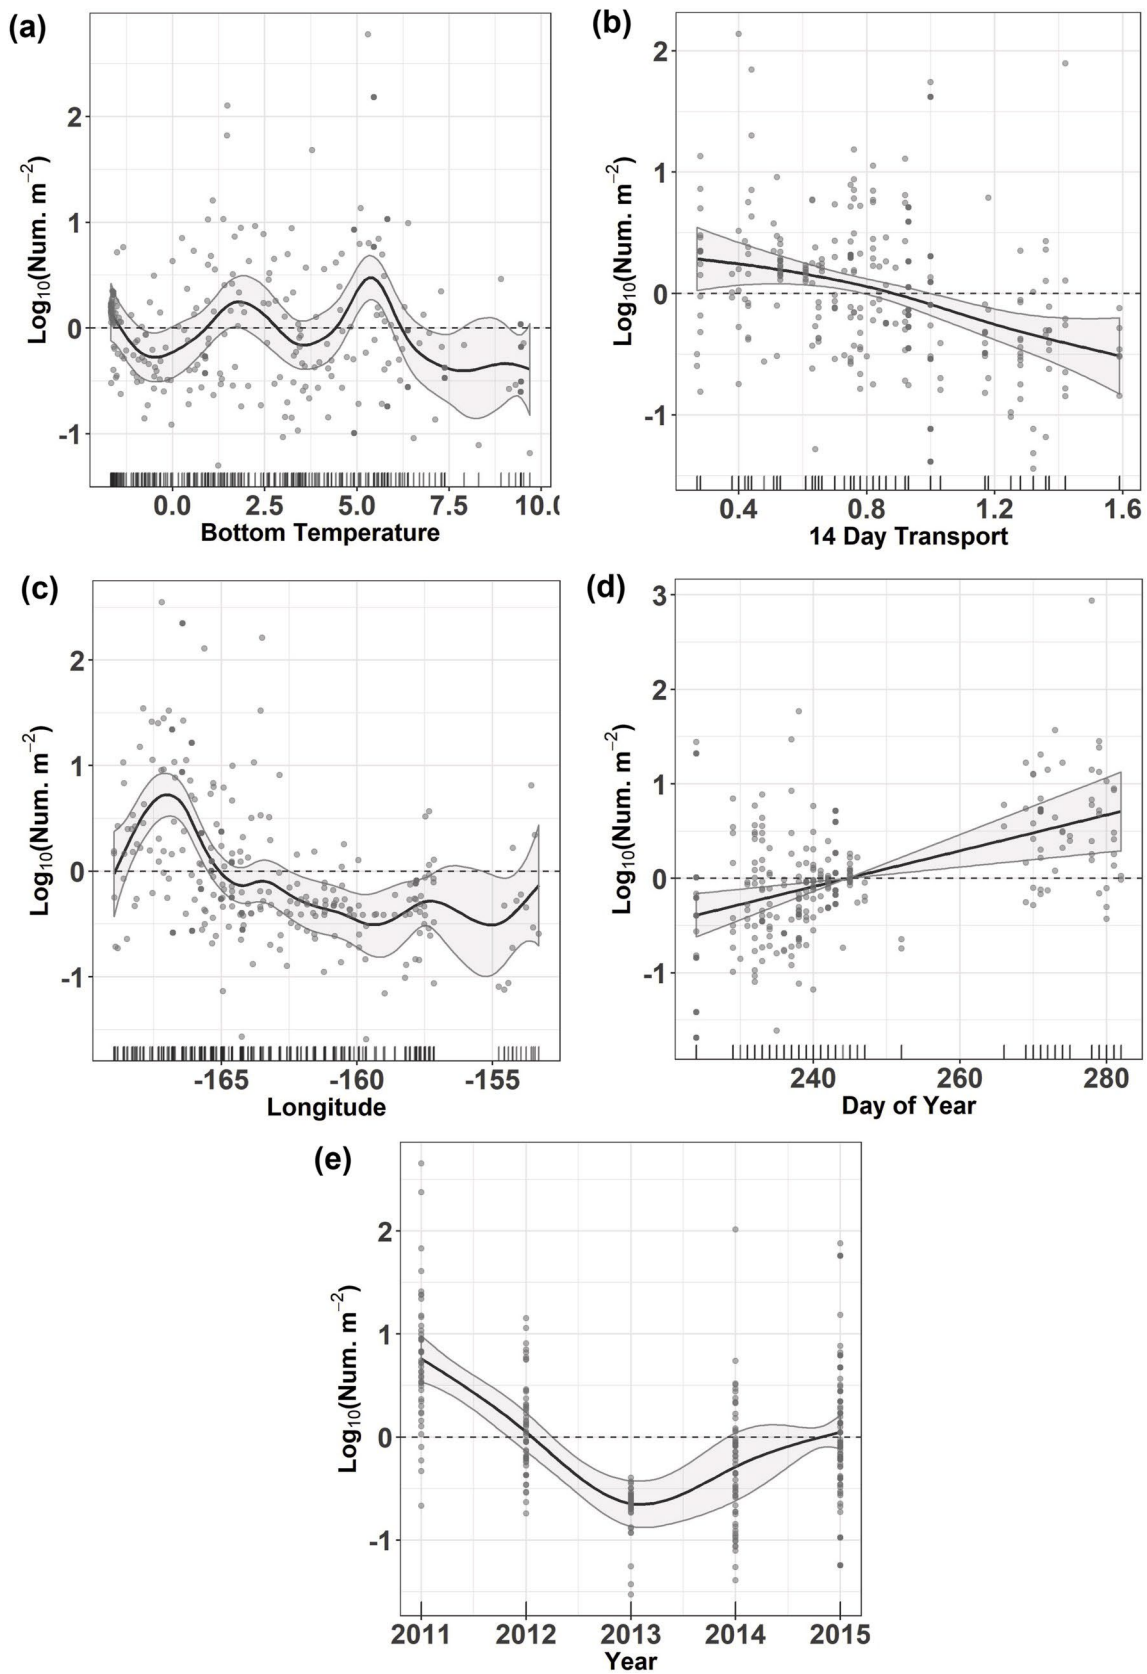 (a)
Log10(Num. m−2)
2
1
0
-1
0.0 2.5 5.0 7.5 10.0
Bottom Temperature
(b)
Log10(Num. m−2)
2
1
0
-1
0.4 0.8 1.2 1.6
14 Day Transport
(c)
Log10(Num. m−2)
2
1
0
-1
-165 -160 -155
Longitude
(d)
Log10(Num. m−2)
3
2
1
0
-1
240 260 280
Day of Year
(e)
Log10(Num. m−2)
2
1
0
-1
2011 2012 2013 2014 2015
Year